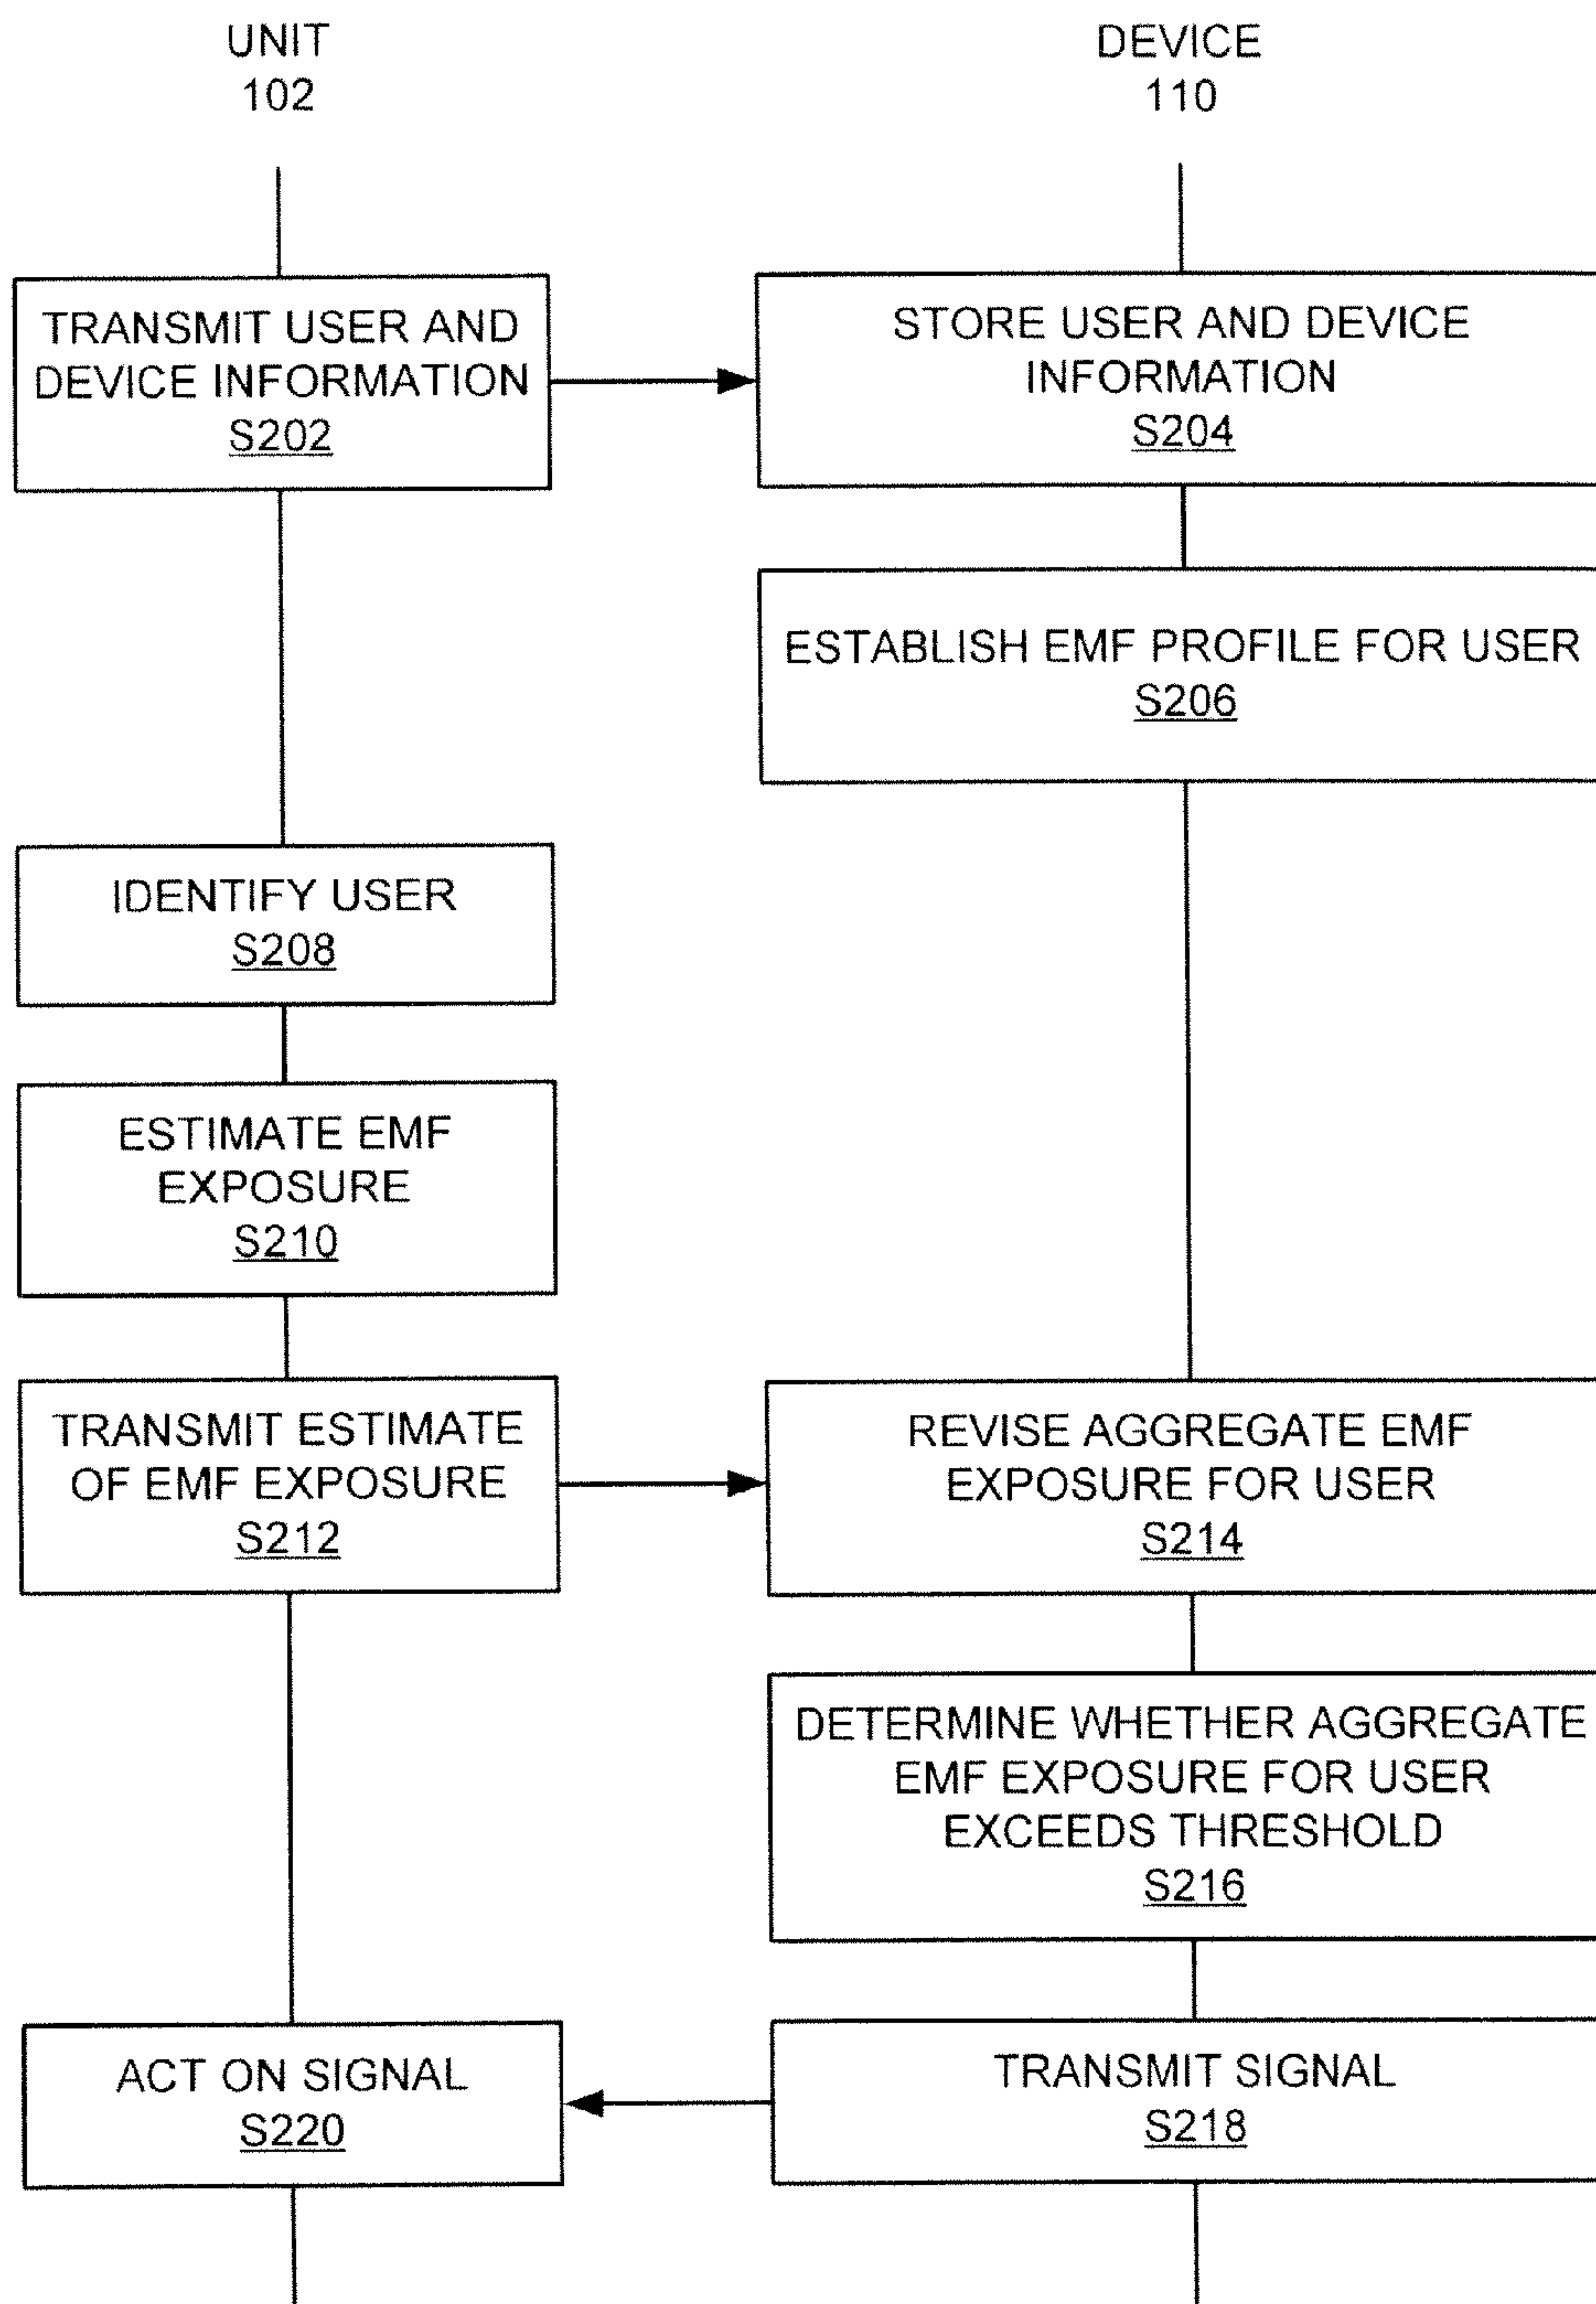 UNIT
102
DEVICE
110
TRANSMIT USER AND
DEVICE INFORMATION
S202
STORE USER AND DEVICE
INFORMATION
S204
ESTABLISH EMF PROFILE FOR USER
S206
IDENTIFY USER
S208
ESTIMATE EMF
EXPOSURE
S210
TRANSMIT ESTIMATE
OF EMF EXPOSURE
S212
REVISE AGGREGATE EMF
EXPOSURE FOR USER
S214
DETERMINE WHETHER AGGREGATE
EMF EXPOSURE FOR USER
EXCEEDS THRESHOLD
S216
ACT ON SIGNAL
S220
TRANSMIT SIGNAL
S218